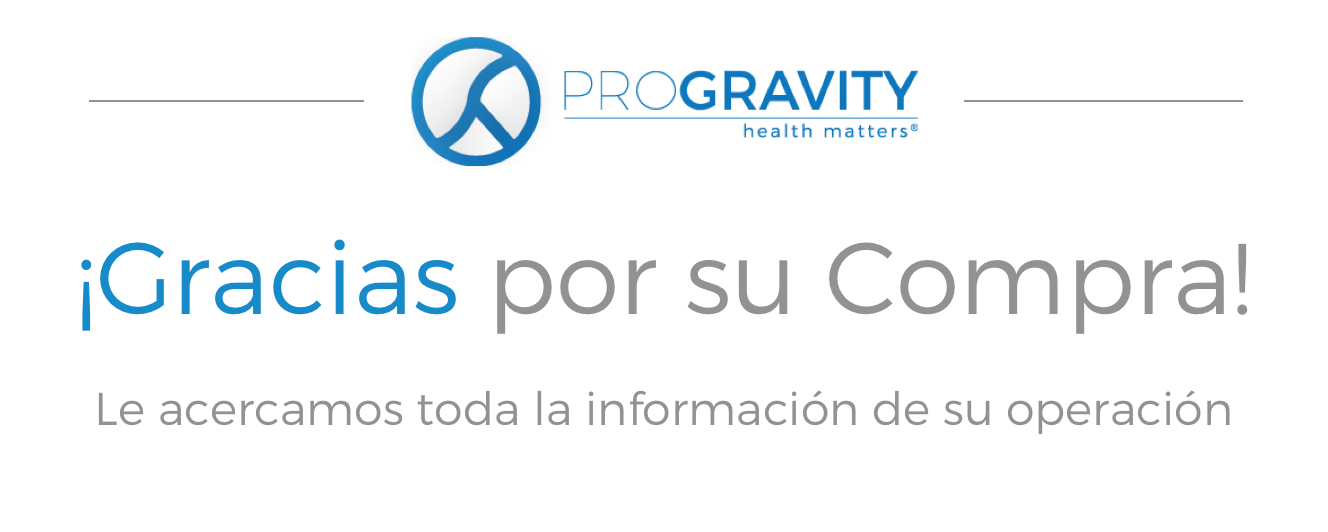 PROGRAVITY
health matters®
¡Gracias por su Compra!
Le acercamos toda la información de su operación